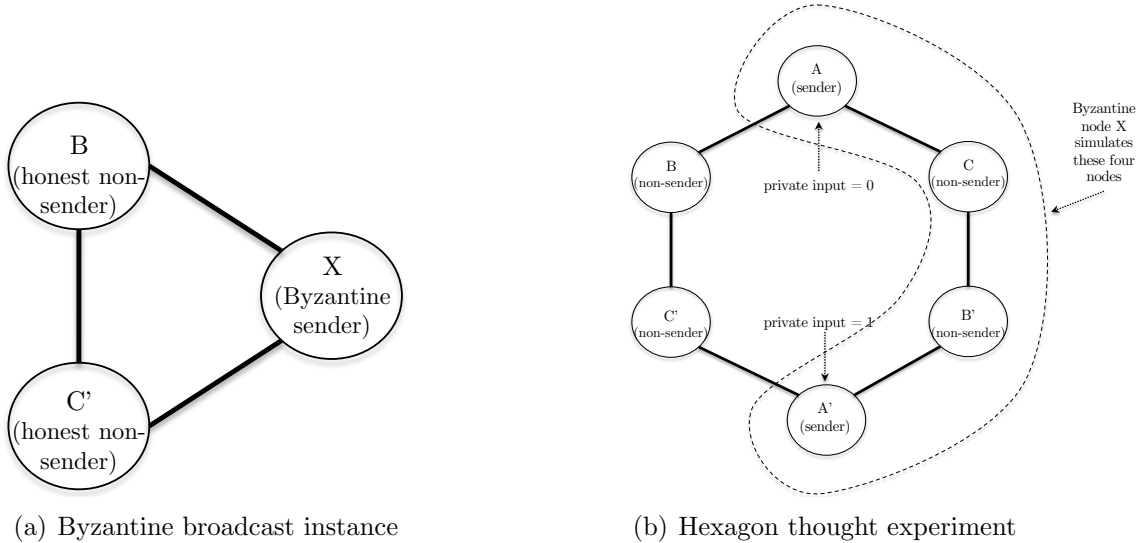 B
(honest non-
sender)
X
(Byzantine
sender)
C’
(honest non-
sender)
(a) Byzantine broadcast instance
A
(sender)
B
(non-sender)
C
(non-sender)
private input = 0
C’
(non-sender)
private input = 1
B’
(non-sender)
A’
(sender)
Byzantine
node X
simulates
these four
nodes
(b) Hexagon thought experiment